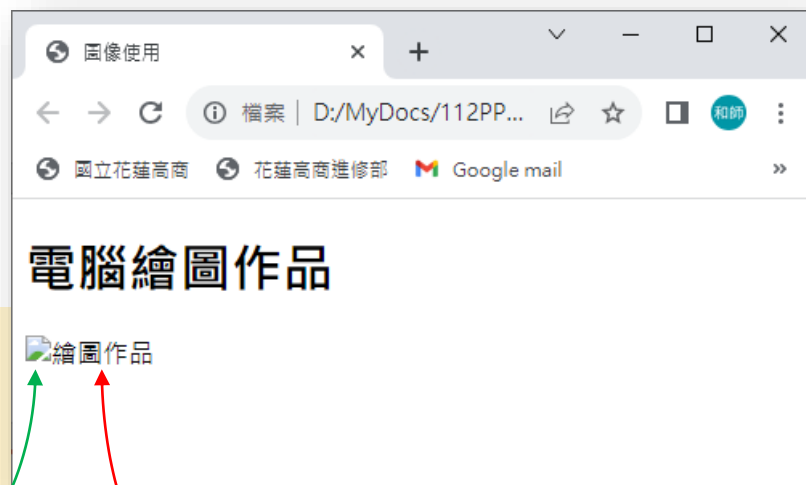 圖像使用
檔案 | D:/MyDocs/112PP... 和師
國立花蓮高商 花蓮高商進修部 Google mail
電腦繪圖作品
繪圖作品